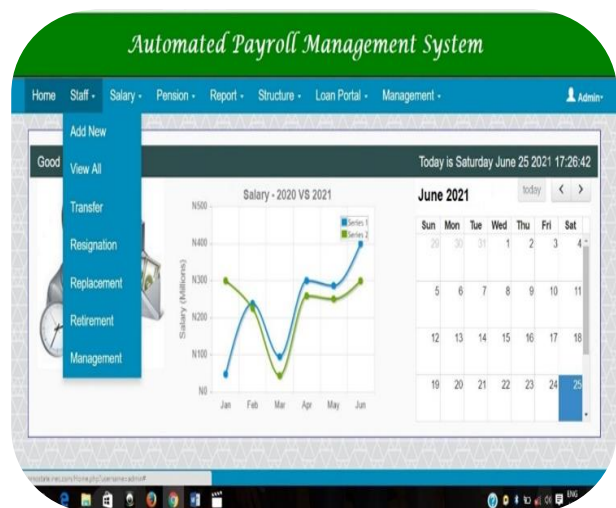 Automated Payroll Management System
Home Staff Salary Pension Report Structure Loan Portal Management Admin
Add New
View All
Transfer
Resignation
Replacement
Retirement
Management
Good
Today is Saturday June 25 2021 17:26:42
Salary - 2020 VS 2021
Series 1
Series 2
Salary (Millions)
N500
N400
N300
N200
N100
N0
Jan Feb Mar Apr May Jun
June 2021 today < >
Sun Mon Tue Wed Thu Fri Sat
29 30 31 1 2 3 4
5 6 7 8 9 10 11
12 13 14 15 16 17 18
19 20 21 22 23 24 25
ENG